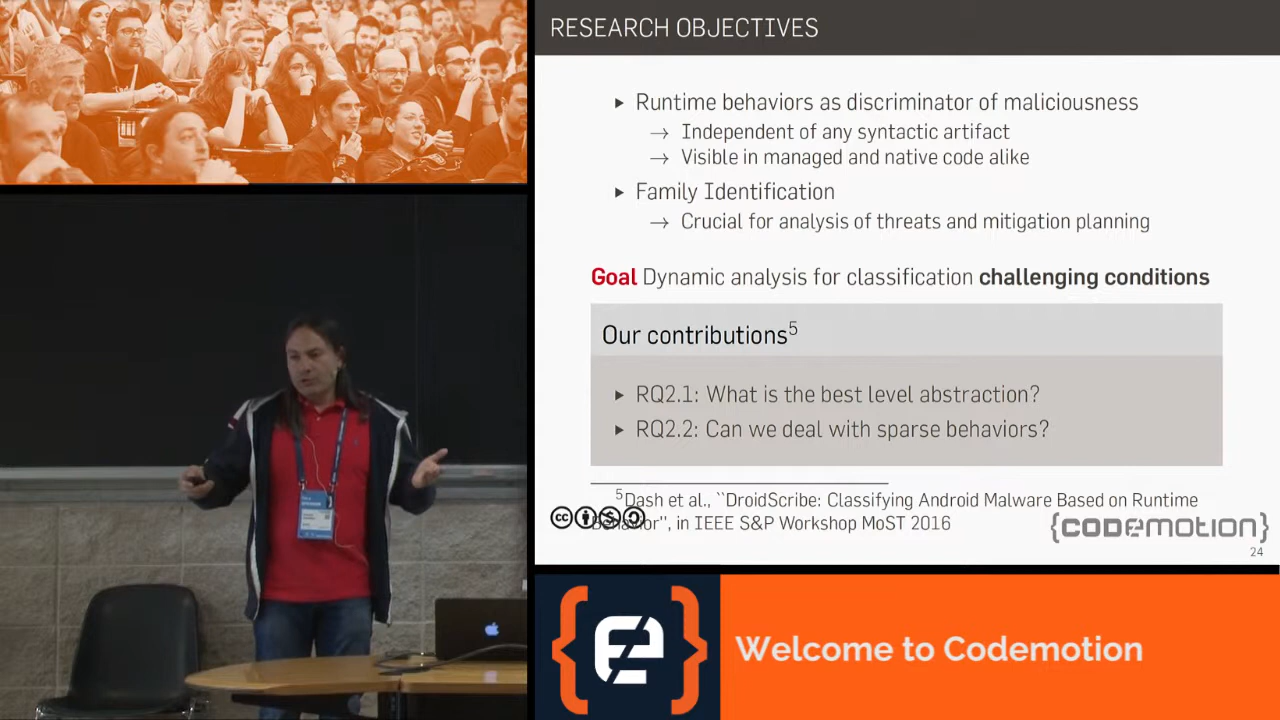 RESEARCH OBJECTIVES
▸ Runtime behaviors as discriminator of maliciousness
→ Independent of any syntactic artifact
→ Visible in managed and native code alike
▸ Family Identification
→ Crucial for analysis of threats and mitigation planning
Goal Dynamic analysis for classification challenging conditions
Our contributions5
▸ RQ2.1: What is the best level abstraction?
▸ RQ2.2: Can we deal with sparse behaviors?
5Dash et al., ``DroidScribe: Classifying Android Malware Based on Runtime
Behavior'', in IEEE S&P Workshop MoST 2016
{CODEMOTION}
24
Welcome to Codemotion